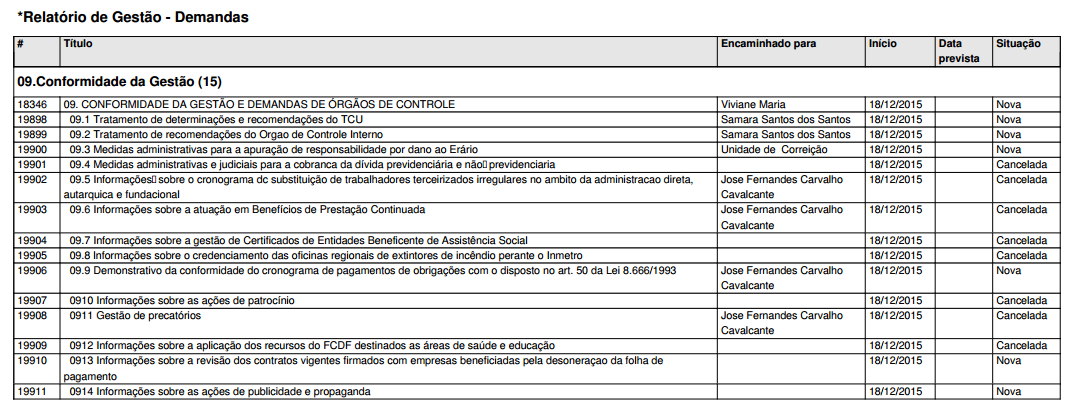 *Relatório de Gestão - Demandas
# Título Encaminhado para Início Data prevista Situação
09.Conformidade da Gestão (15)
18346 09. CONFORMIDADE DA GESTÃO E DEMANDAS DE ÓRGÃOS DE CONTROLE Viviane Maria 18/12/2015 Nova
19898 09.1 Tratamento de determinações e recomendações do TCU Samara Santos dos Santos 18/12/2015 Nova
19899 09.2 Tratamento de recomendações do Orgao de Controle Interno Samara Santos dos Santos 18/12/2015 Nova
19900 09.3 Medidas administrativas para a apuração de responsabilidade por dano ao Erário Unidade de Correição 18/12/2015 Nova
19901 09.4 Medidas administrativas e judiciais para a cobranca da dívida previdenciária e não▯ previdenciaria 18/12/2015 Cancelada
19902 09.5 Informações▯ sobre o cronograma dc substituição de trabalhadores terceirizados irregulares no ambito da administracao direta, Jose Fernandes Carvalho 18/12/2015 Cancelada
autarquica e fundacional Cavalcante
19903 09.6 Informações sobre a atuação em Benefícios de Prestação Continuada Jose Fernandes Carvalho 18/12/2015 Cancelada
Cavalcante
19904 09.7 Informações sobre a gestão de Certificados de Entidades Beneficente de Assistência Social 18/12/2015 Cancelada
19905 09.8 Informações sobre o credenciamento das oficinas regionais de extintores de incêndio perante o Inmetro 18/12/2015 Cancelada
19906 09.9 Demonstrativo da conformidade do cronograma de pagamentos de obrigações com o disposto no art. 50 da Lei 8.666/1993 Jose Fernandes Carvalho 18/12/2015 Nova
Cavalcante
19907 0910 Informações sobre as ações de patrocínio 18/12/2015 Cancelada
19908 0911 Gestão de precatórios Jose Fernandes Carvalho 18/12/2015 Cancelada
Cavalcante
19909 0912 Informações sobre a aplicação dos recursos do FCDF destinados as áreas de saúde e educação 18/12/2015 Cancelada
19910 0913 Informações sobre a revisão dos contratos vigentes firmados com empresas beneficiadas pela desoneraçao da folha de 18/12/2015 Nova
pagamento
19911 0914 Informações sobre as ações de publicidade e propaganda 18/12/2015 Nova